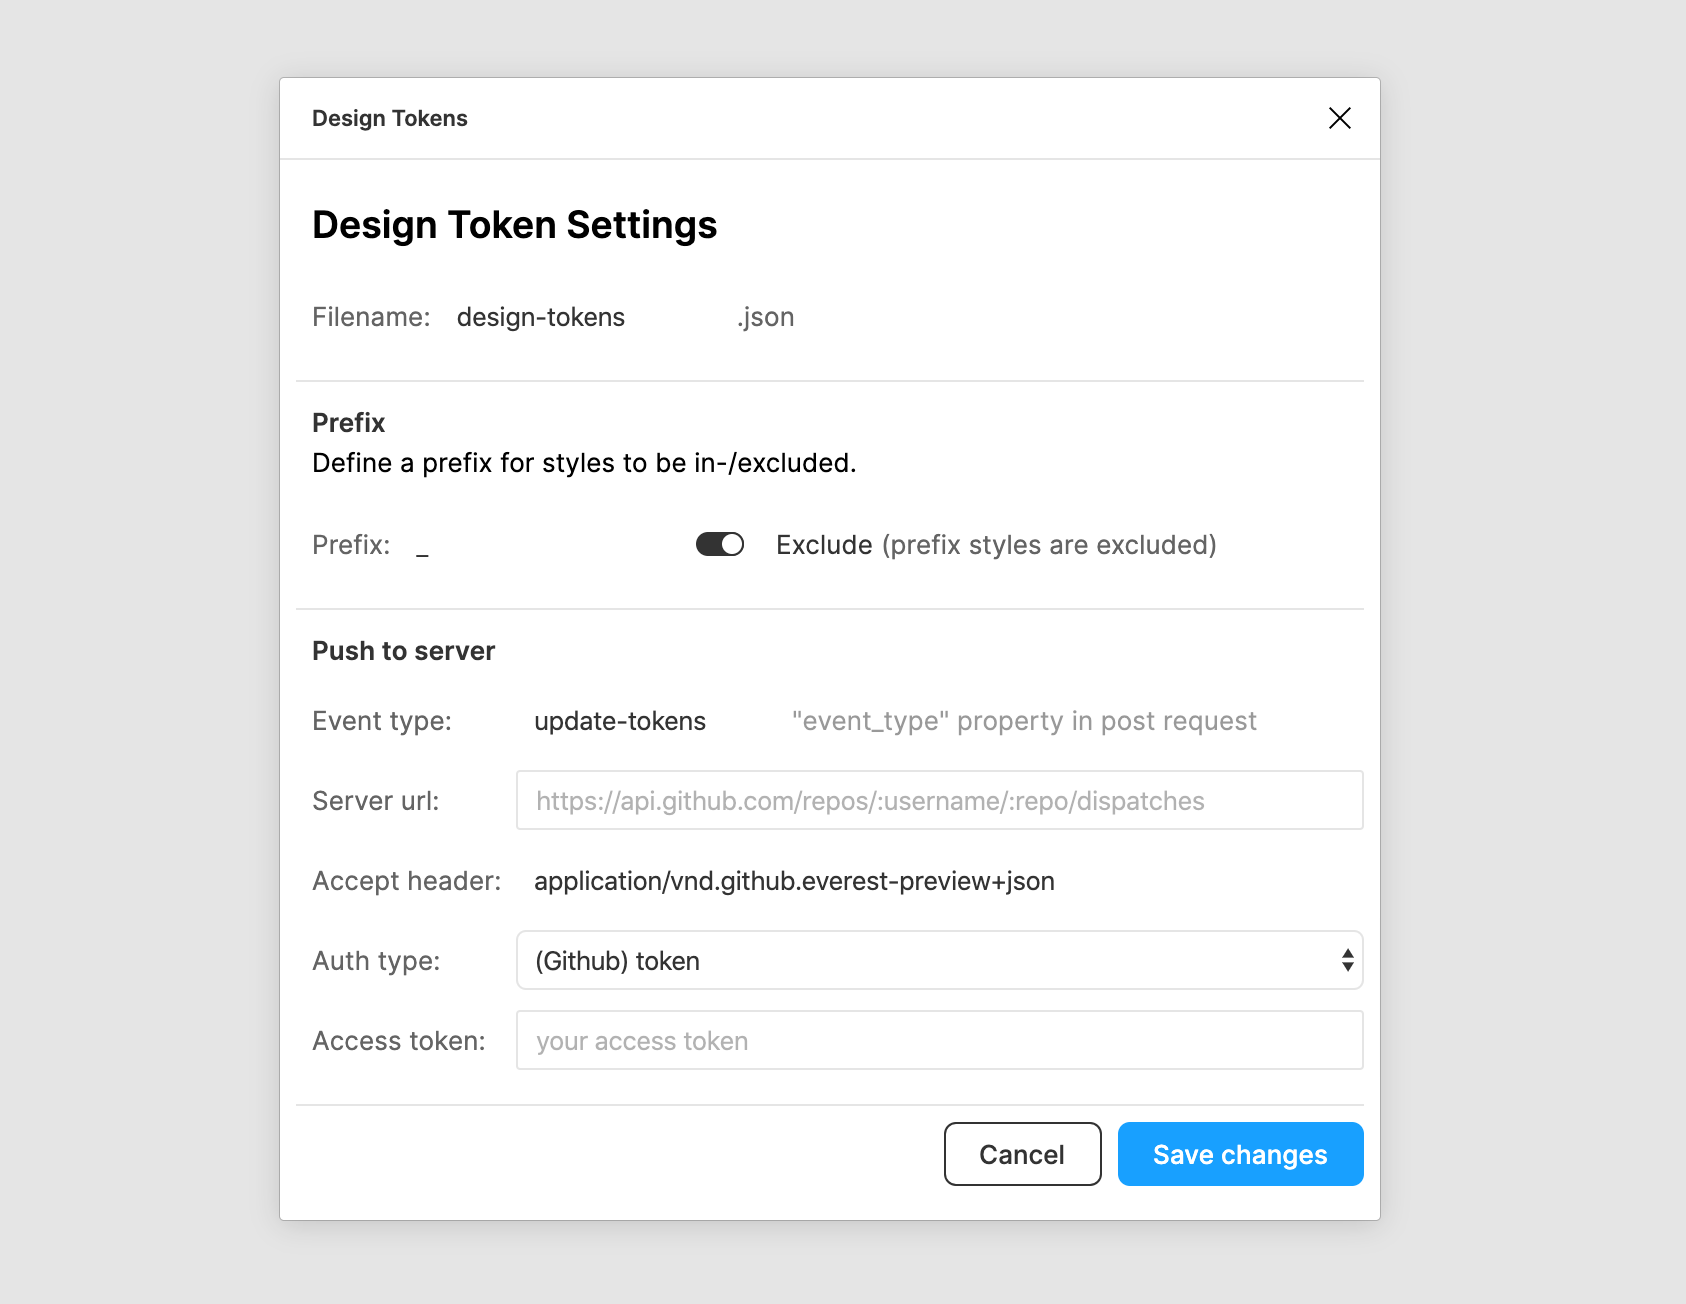 Design Tokens
Design Token Settings
Filename: design-tokens .json
Prefix
Define a prefix for styles to be in-/excluded.
Prefix: _ Exclude (prefix styles are excluded)
Push to server
Event type: update-tokens "event_type" property in post request
Server url: https://api.github.com/repos/:username/:repo/dispatches
Accept header: application/vnd.github.everest-preview+json
Auth type: (Github) token
Access token: your access token
Cancel Save changes